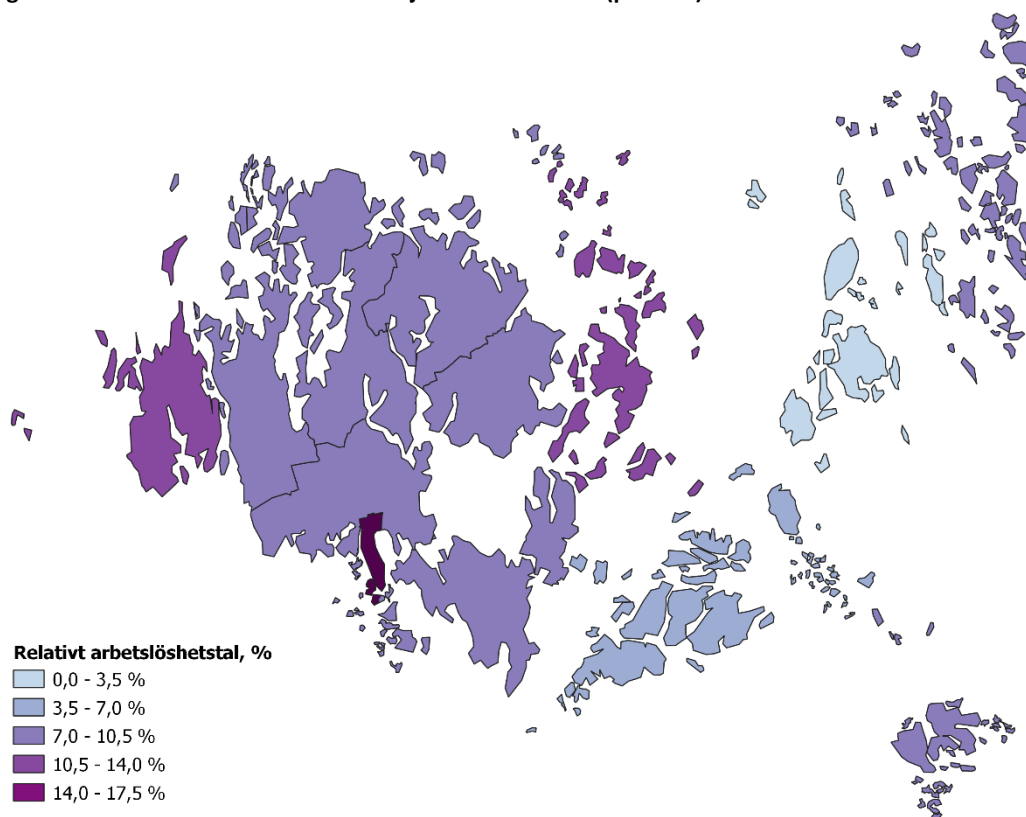 Relativt arbetslöshetstal, %
0,0 - 3,5 %
3,5 - 7,0 %
7,0 - 10,5 %
10,5 - 14,0 %
14,0 - 17,5 %